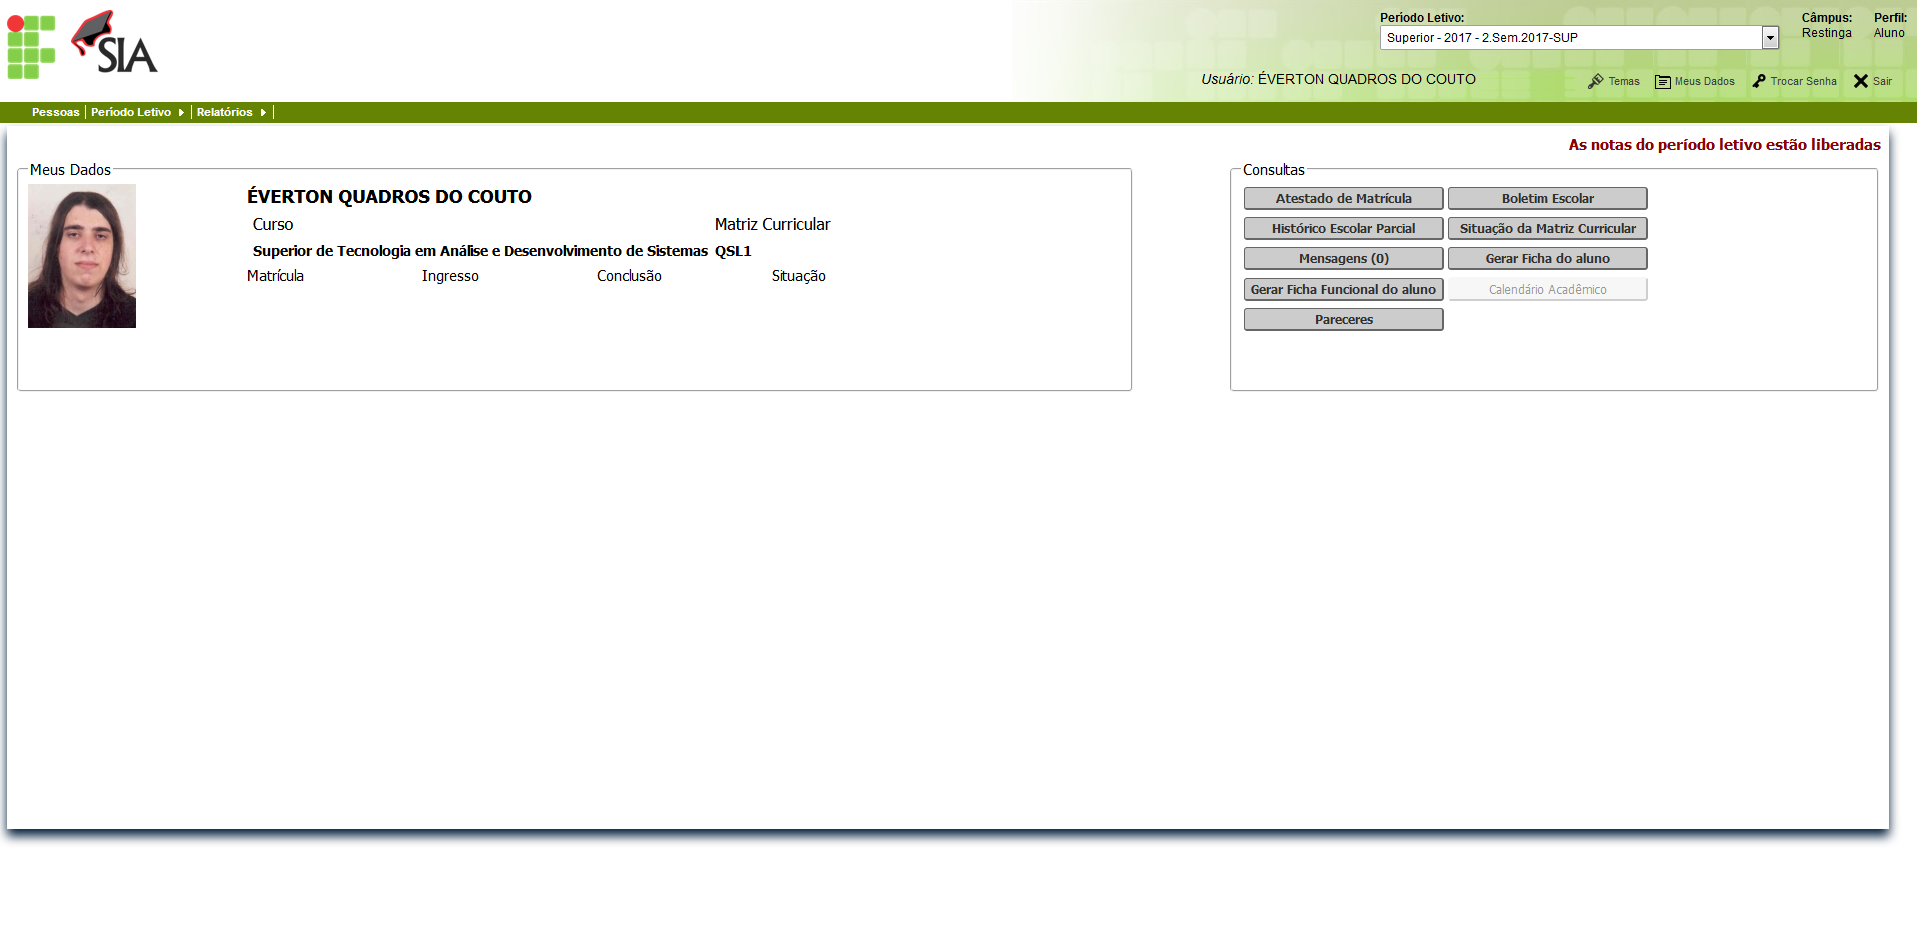 SIA
Período Letivo:
Superior - 2017 - 2.Sem.2017-SUP
Câmpus:
Restinga
Perfil:
Aluno
Usuário: ÉVERTON QUADROS DO COUTO
Temas
Meus Dados
Trocar Senha
Sair
Pessoas
Período Letivo
Relatórios
As notas do período letivo estão liberadas
Meus Dados
ÉVERTON QUADROS DO COUTO
Curso
Matriz Curricular
Superior de Tecnologia em Análise e Desenvolvimento de Sistemas
QSL1
Matrícula
Ingresso
Conclusão
Situação
Consultas
Atestado de Matrícula
Boletim Escolar
Histórico Escolar Parcial
Situação da Matriz Curricular
Mensagens (0)
Gerar Ficha do aluno
Gerar Ficha Funcional do aluno
Calendário Acadêmico
Pareceres